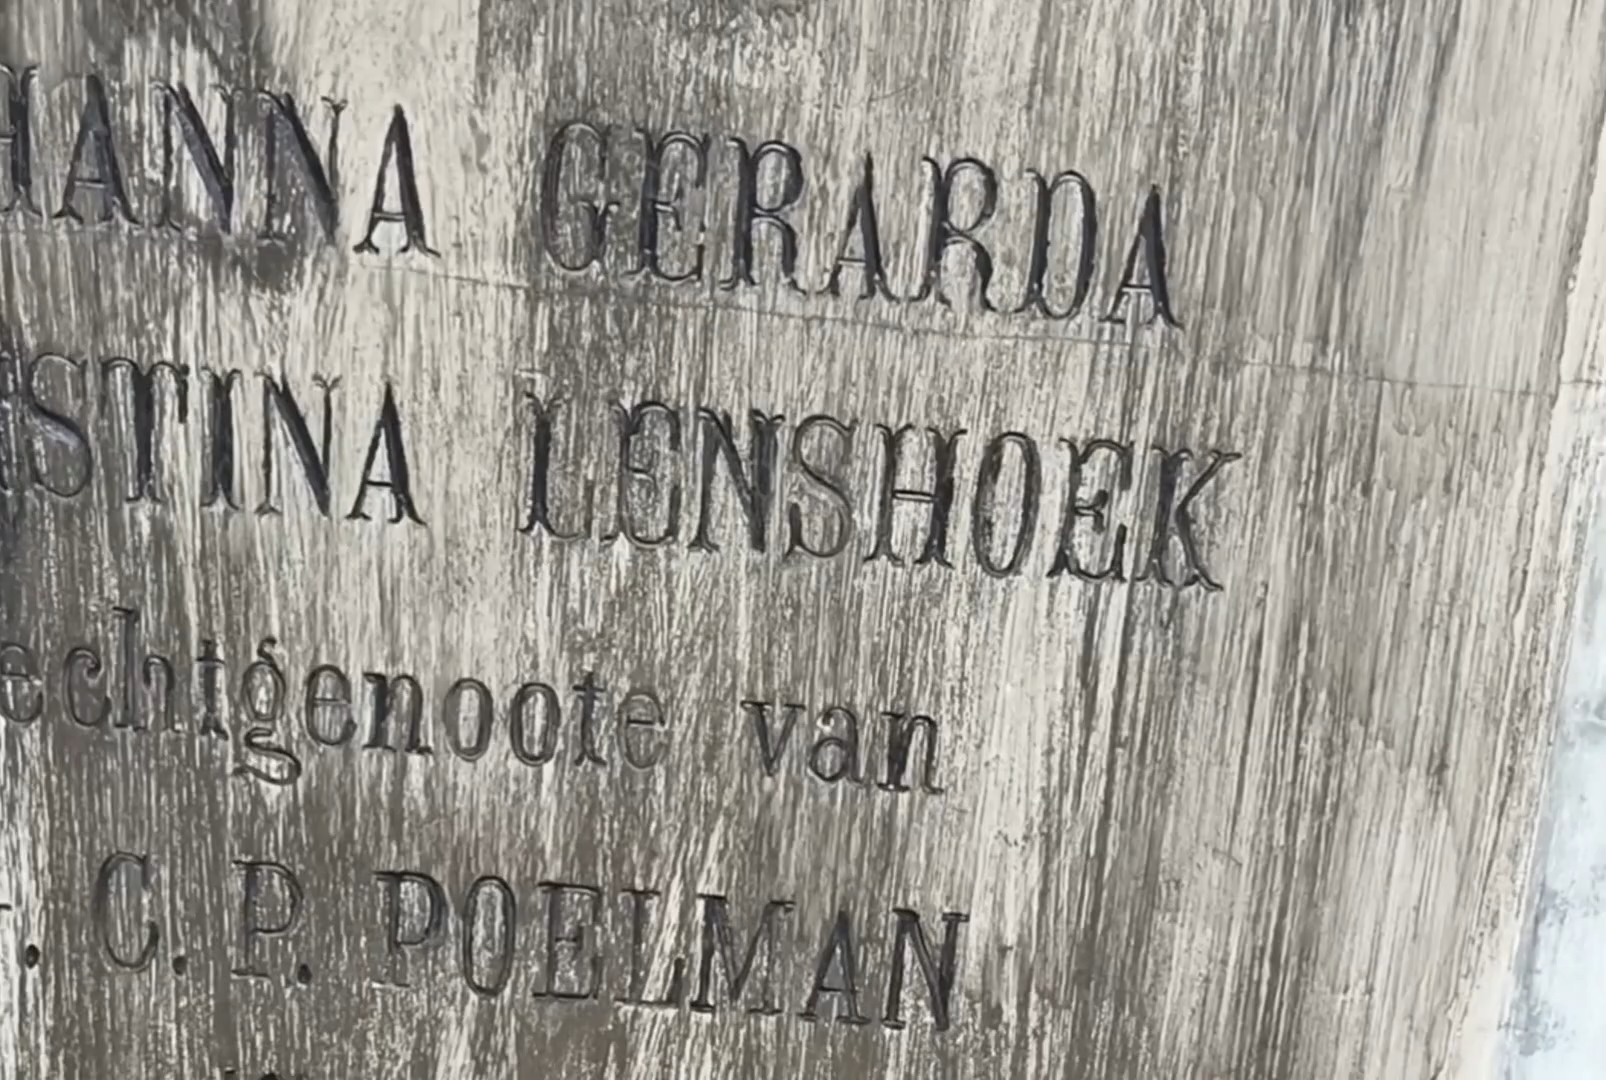 HANNA GERARDA
STINA LENSHOEK
echtgenoote van
. C. P. POELMAN